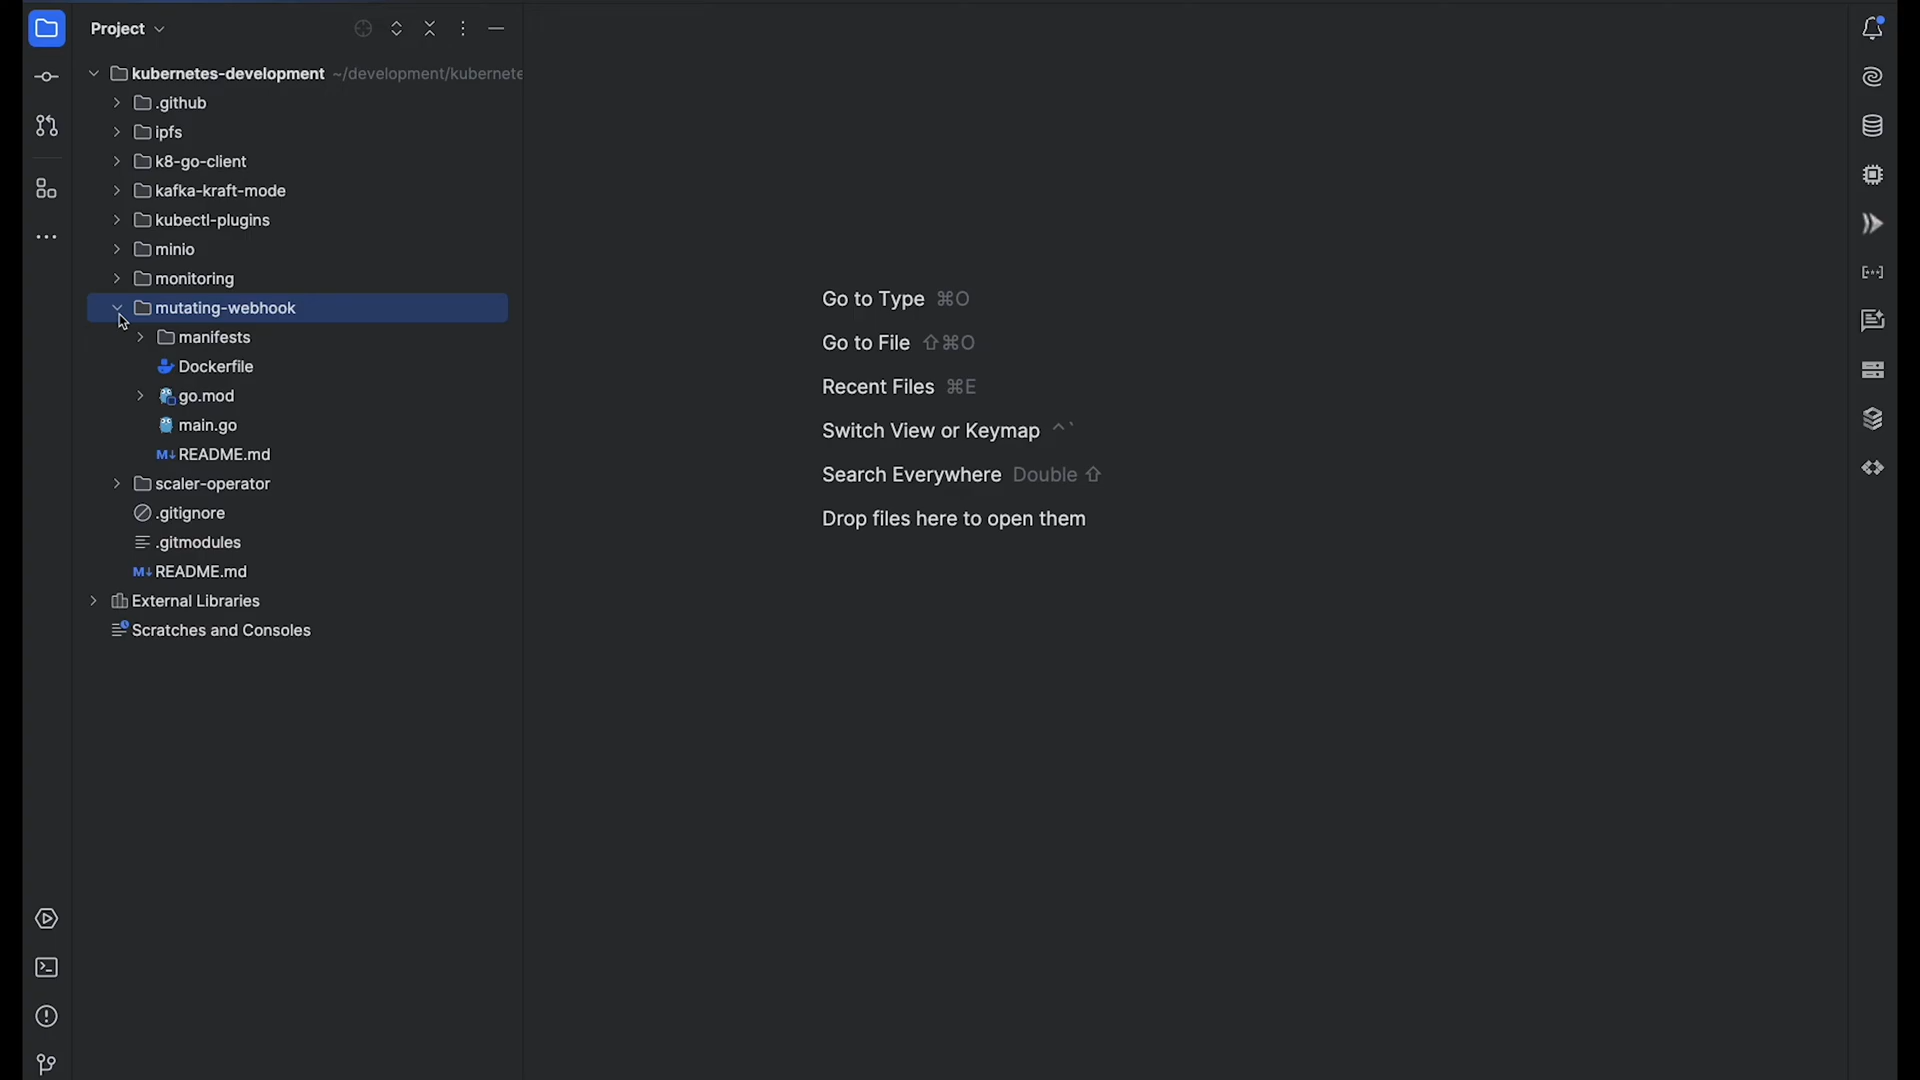 Project
kubernetes-development ~/development/kubernete
.github
ipfs
k8-go-client
kafka-kraft-mode
kubectl-plugins
minio
monitoring
mutating-webhook
manifests
Dockerfile
go.mod
main.go
M↓ README.md
scaler-operator
.gitignore
.gitmodules
M↓ README.md
External Libraries
Scratches and Consoles
Go to Type ⌘O
Go to File ⇧⌘O
Recent Files ⌘E
Switch View or Keymap ^`
Search Everywhere Double ⇧
Drop files here to open them